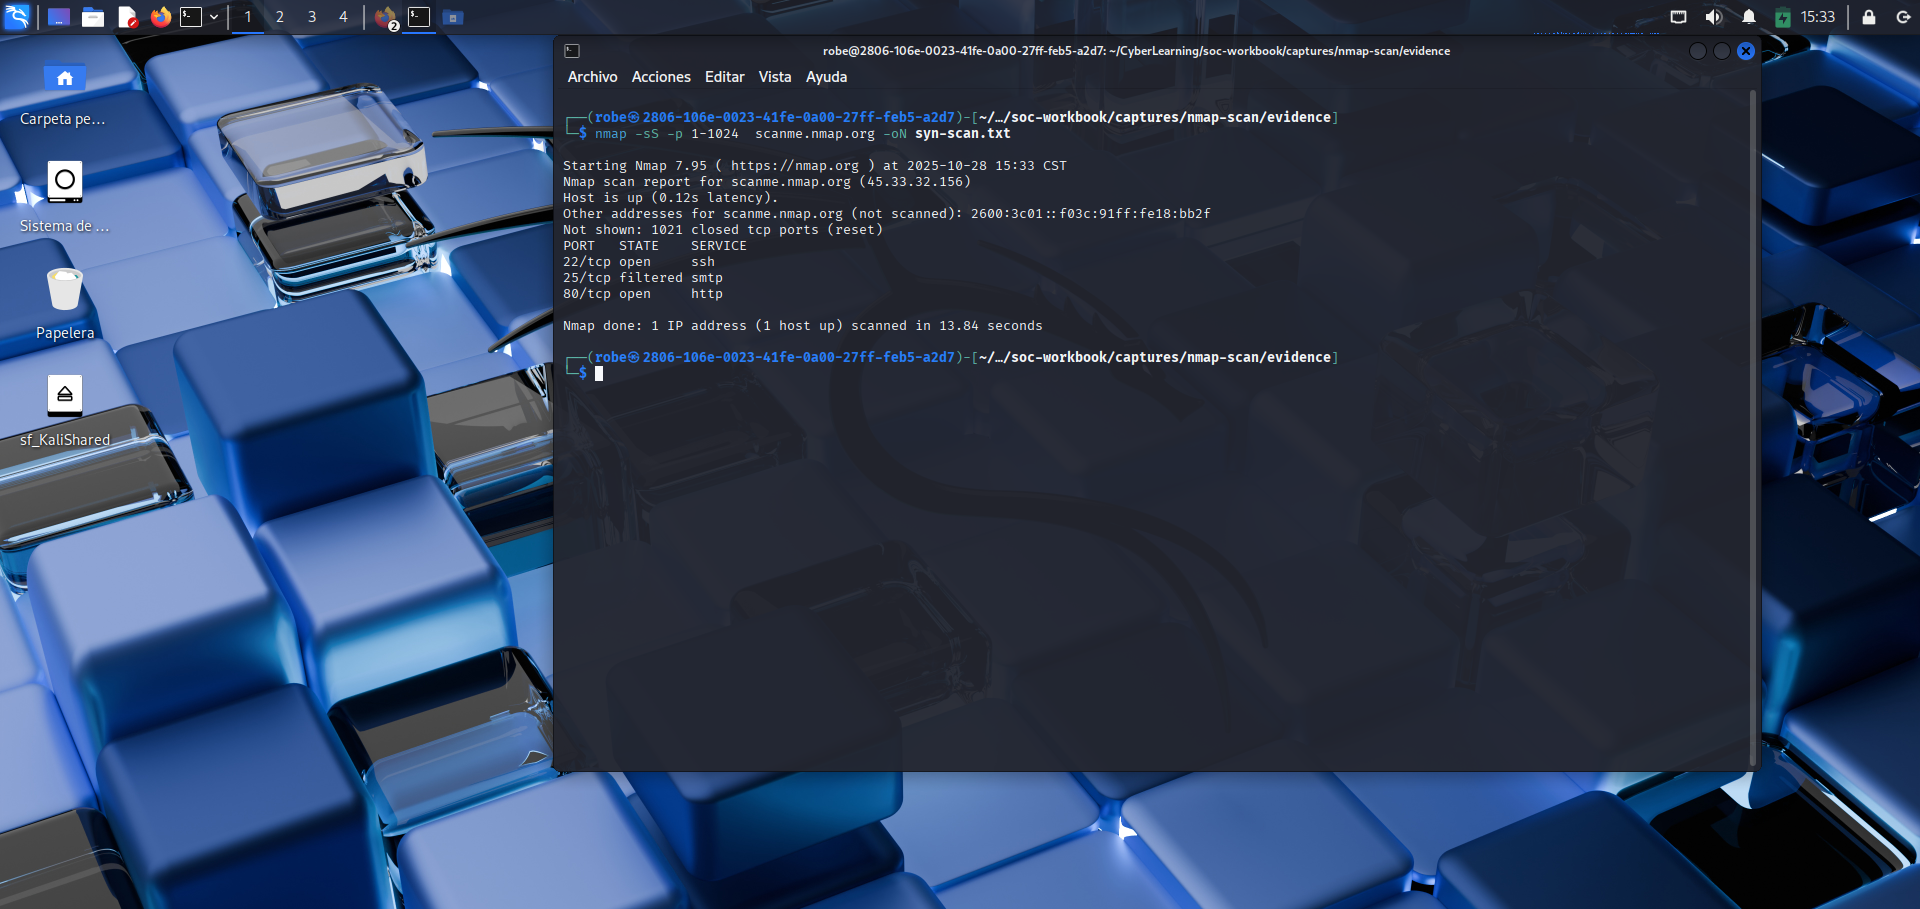 1 2 3 4 2 15:33
robe@2806-106e-0023-41fe-0a00-27ff-feb5-a2d7: ~/CyberLearning/soc-workbook/captures/nmap-scan/evidence
Archivo Acciones Editar Vista Ayuda
┌──(robe㉿2806-106e-0023-41fe-0a00-27ff-feb5-a2d7)-[~/…/soc-workbook/captures/nmap-scan/evidence]
└─$ nmap -sS -p 1-1024  scanme.nmap.org -oN syn-scan.txt
Starting Nmap 7.95 ( https://nmap.org ) at 2025-10-28 15:33 CST
Nmap scan report for scanme.nmap.org (45.33.32.156)
Host is up (0.12s latency).
Other addresses for scanme.nmap.org (not scanned): 2600:3c01::f03c:91ff:fe18:bb2f
Not shown: 1021 closed tcp ports (reset)
PORT   STATE    SERVICE
22/tcp open     ssh
25/tcp filtered smtp
80/tcp open     http
Nmap done: 1 IP address (1 host up) scanned in 13.84 seconds
┌──(robe㉿2806-106e-0023-41fe-0a00-27ff-feb5-a2d7)-[~/…/soc-workbook/captures/nmap-scan/evidence]
└─$
Carpeta pe...
Sistema de ...
Papelera
sf_KaliShared